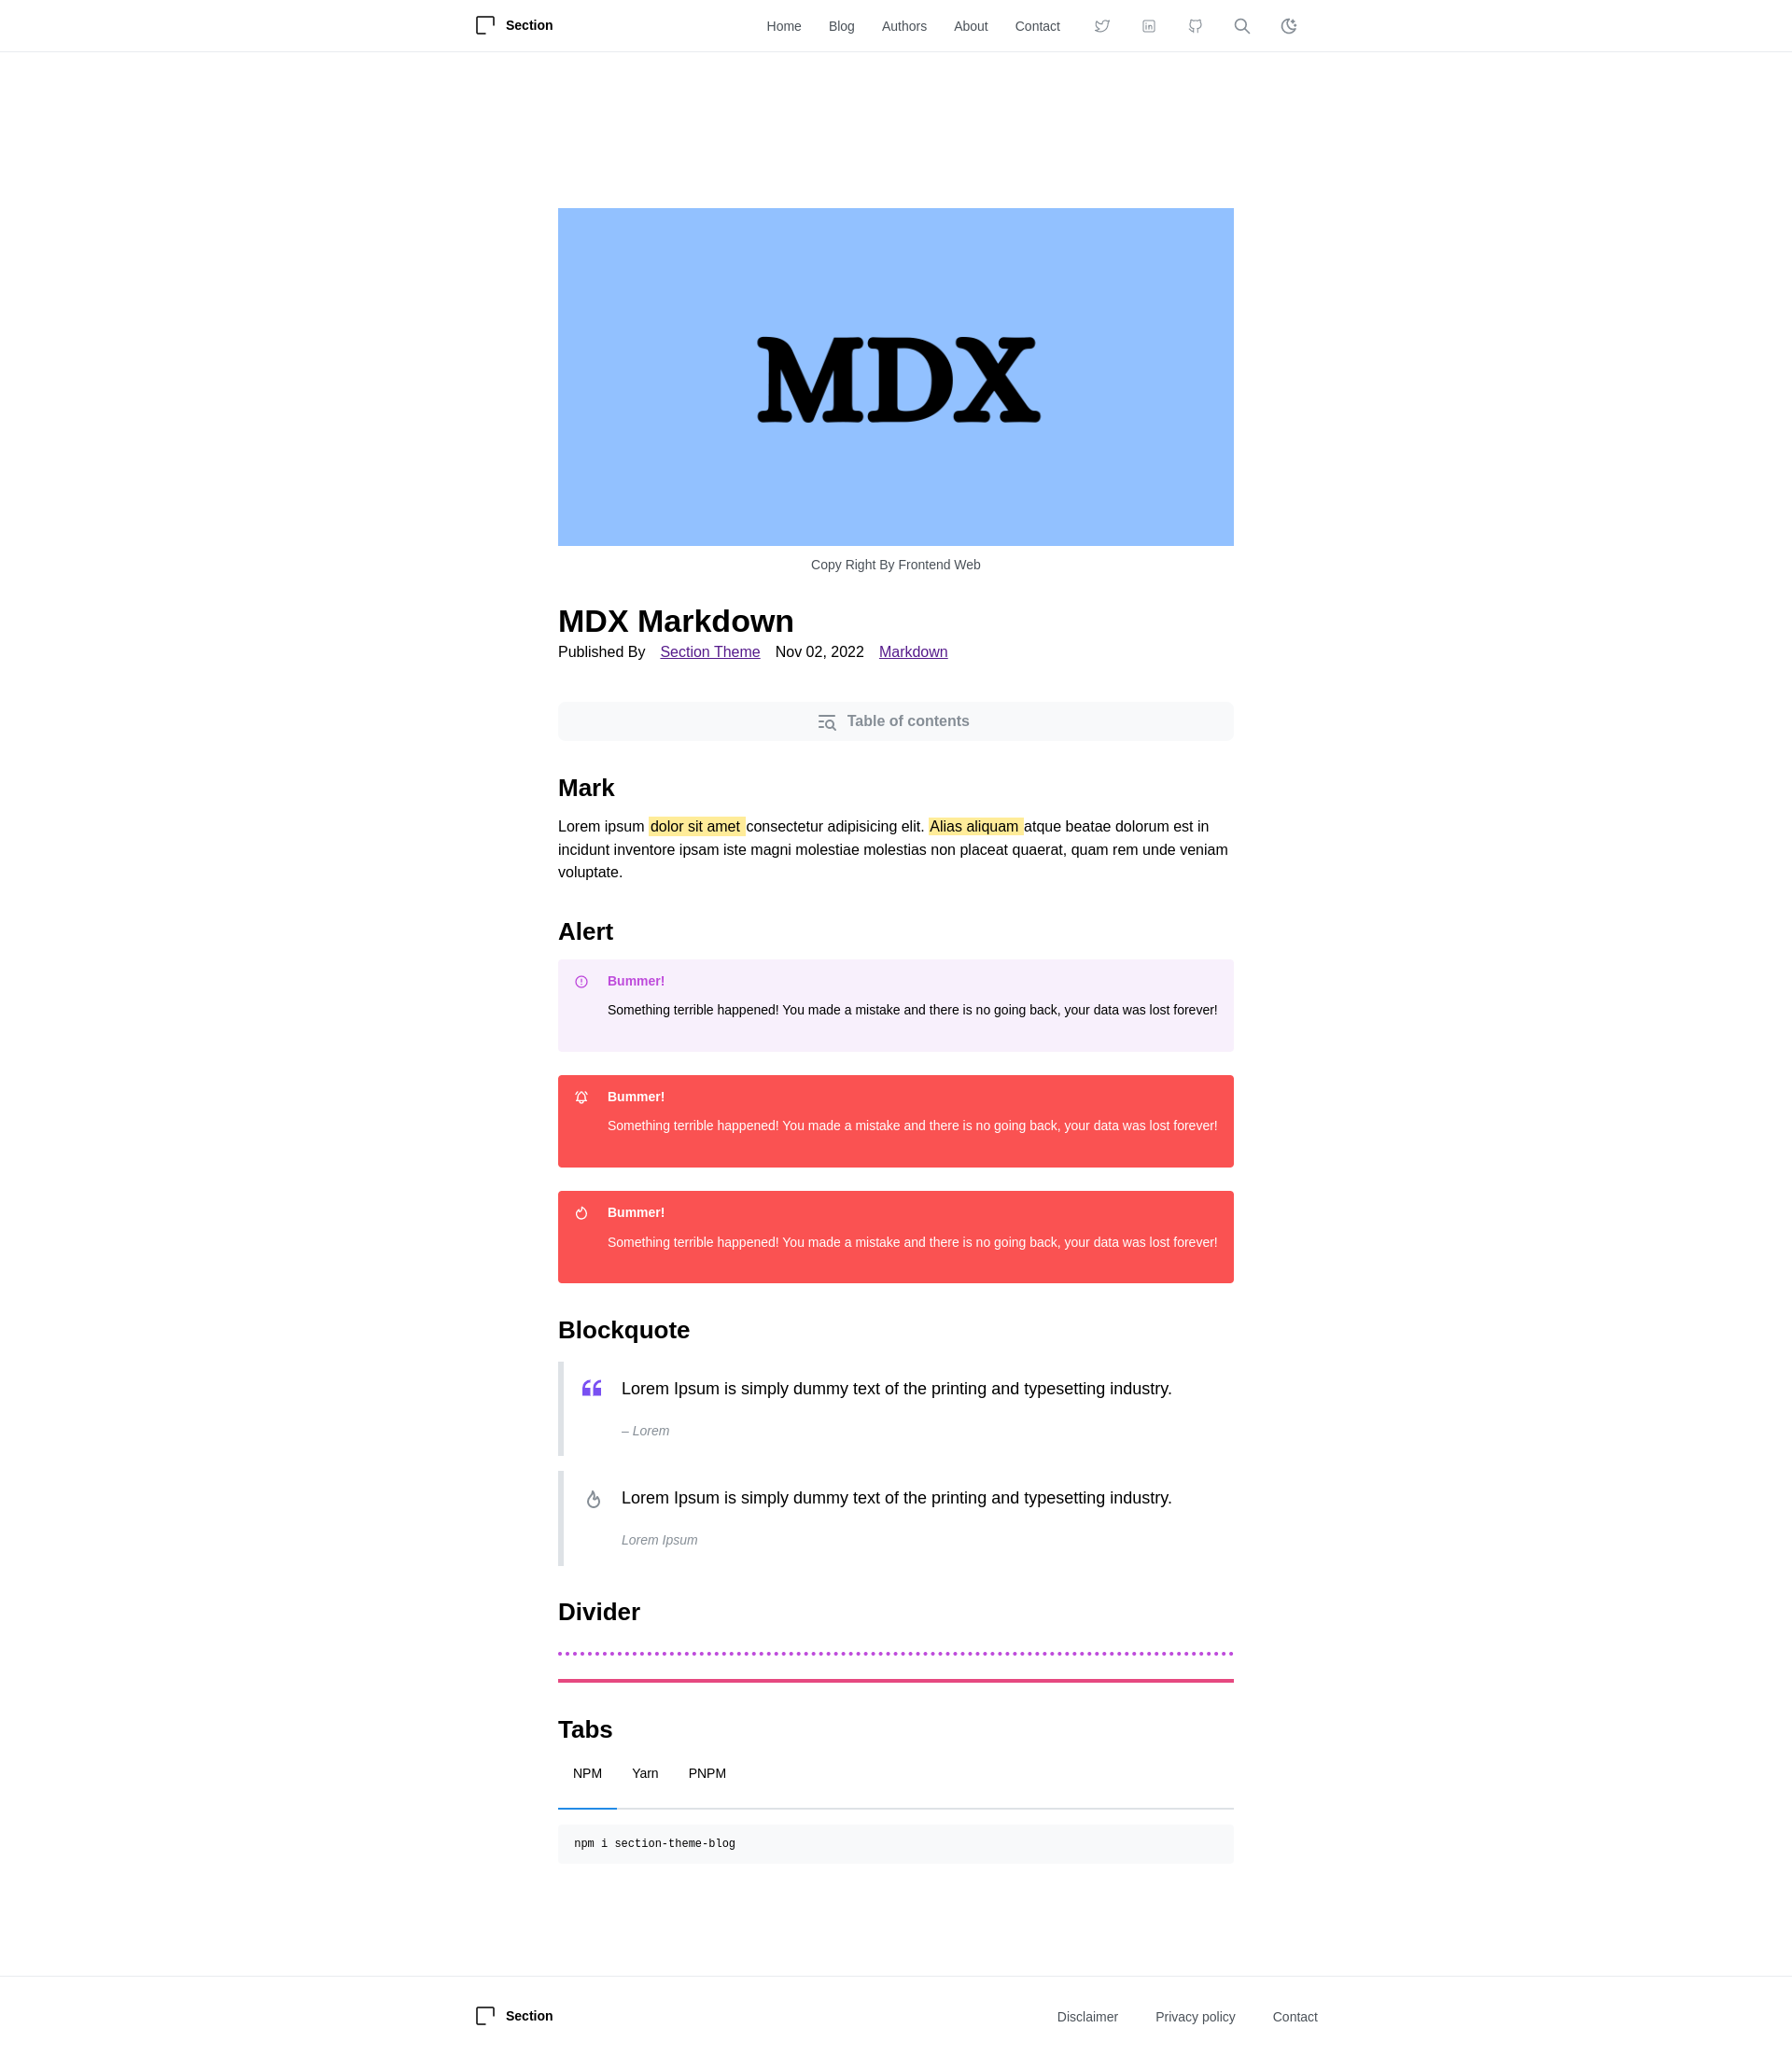 Section
Home Blog Authors About Contact
MDX
Copy Right By Frontend Web
MDX Markdown
Published By Section Theme Nov 02, 2022 Markdown
Table of contents
Mark
Lorem ipsum dolor sit amet consectetur adipisicing elit. Alias aliquam atque beatae dolorum est in
incidunt inventore ipsam iste magni molestiae molestias non placeat quaerat, quam rem unde veniam
voluptate.
Alert
Bummer!
Something terrible happened! You made a mistake and there is no going back, your data was lost forever!
Bummer!
Something terrible happened! You made a mistake and there is no going back, your data was lost forever!
Bummer!
Something terrible happened! You made a mistake and there is no going back, your data was lost forever!
Blockquote
Lorem Ipsum is simply dummy text of the printing and typesetting industry.
– Lorem
Lorem Ipsum is simply dummy text of the printing and typesetting industry.
Lorem Ipsum
Divider
Tabs
NPM Yarn PNPM
npm i section-theme-blog
Section
Disclaimer Privacy policy Contact